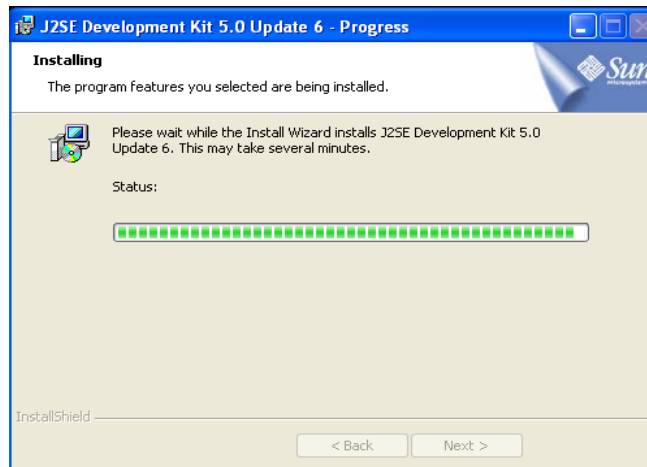 J2SE Development Kit 5.0 Update 6 - Progress
Installing
The program features you selected are being installed.
Sun
microsystems
Please wait while the Install Wizard installs J2SE Development Kit 5.0
Update 6. This may take several minutes.
Status:
InstallShield
< Back
Next >